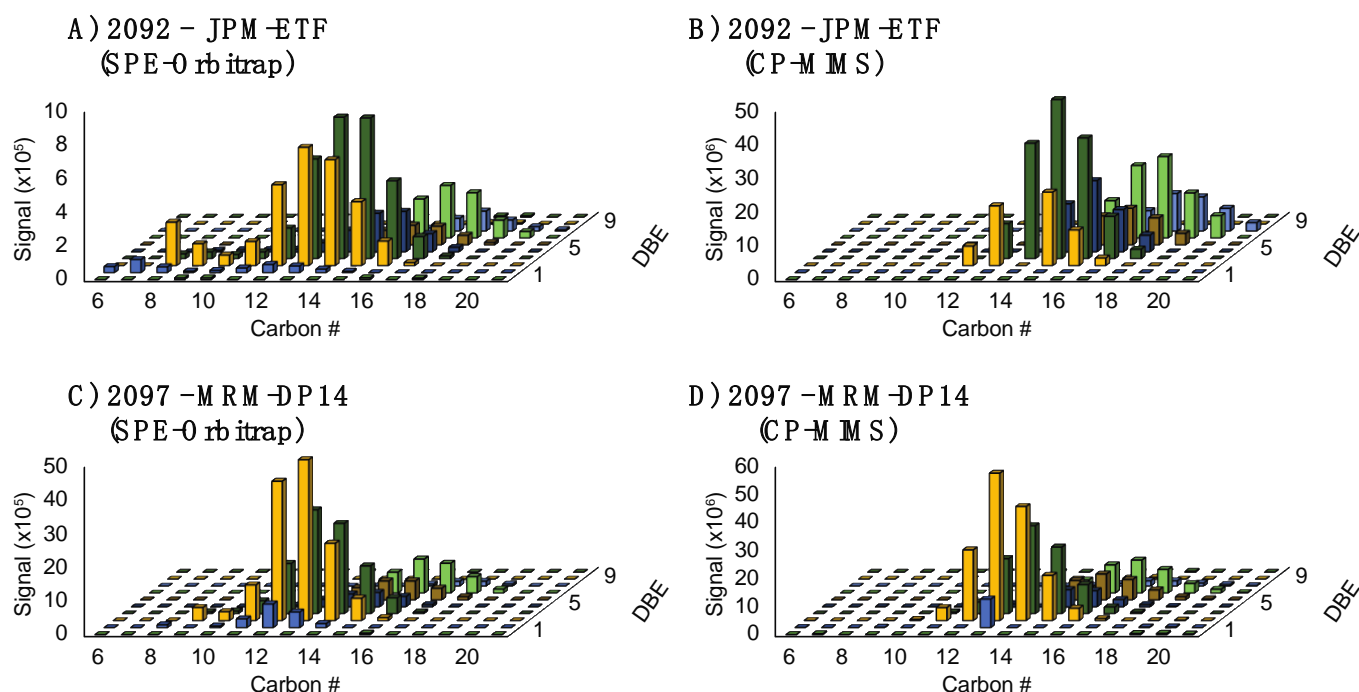 A) 2092 - JPM-ETF
(SPE-Orbitrap)
B) 2092 - JPM-ETF
(CP-MIMS)
Signal (x10⁵)
10
8
6
4
2
0
6 8 10 12 14 16 18 20
Carbon #
1 5 9
DBE
Signal (x10⁶)
50
40
30
20
10
0
6 8 10 12 14 16 18 20
Carbon #
1 5 9
DBE
C) 2097 - MRM-DP14
(SPE-Orbitrap)
D) 2097 - MRM-DP14
(CP-MIMS)
Signal (x10⁵)
50
40
30
20
10
0
6 8 10 12 14 16 18 20
Carbon #
1 5 9
DBE
Signal (x10⁶)
60
50
40
30
20
10
0
6 8 10 12 14 16 18 20
Carbon #
1 5 9
DBE